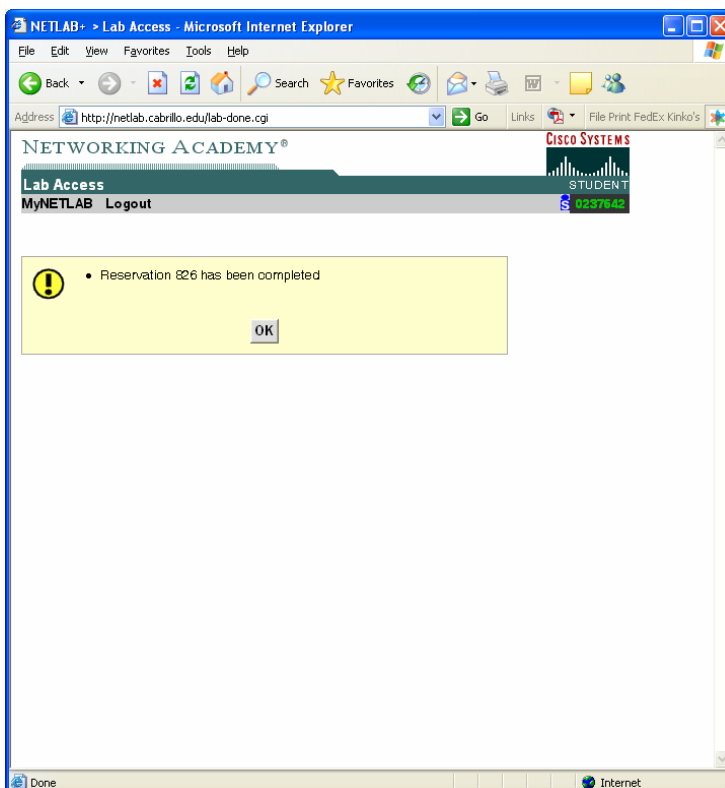 NETLAB+ > Lab Access - Microsoft Internet Explorer
File Edit View Favorites Tools Help
Back Search Favorites
Address http://netlab.cabrillo.edu/lab-done.cgi Go Links File Print FedEx Kinko's
NETWORKING ACADEMY®
CISCO SYSTEMS
Lab Access
STUDENT
MyNETLAB Logout
S 0237642
• Reservation 826 has been completed
OK
Done
Internet